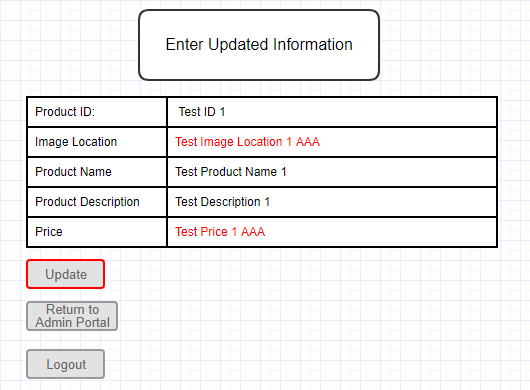 Enter Updated Information
Product ID: Test ID 1
Image Location Test Image Location 1 AAA
Product Name Test Product Name 1
Product Description Test Description 1
Price Test Price 1 AAA
Update
Return to
Admin Portal
Logout